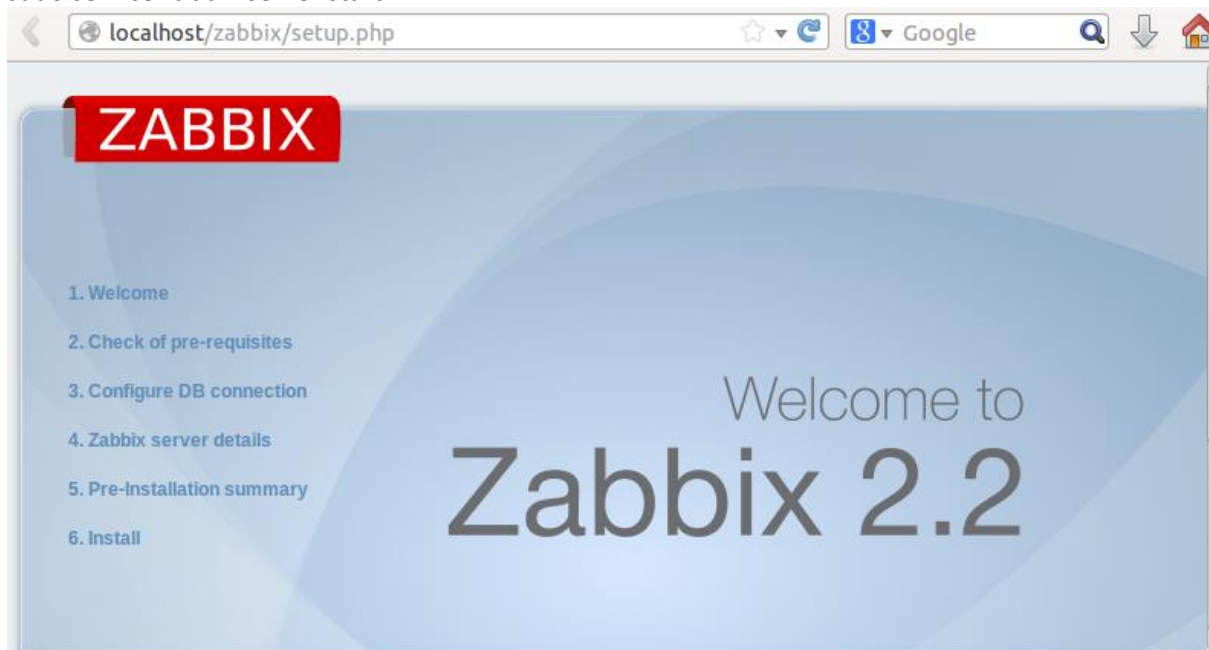 localhost/zabbix/setup.php
Google
ZABBIX
1. Welcome
2. Check of pre-requisites
3. Configure DB connection
4. Zabbix server details
5. Pre-Installation summary
6. Install
Welcome to
Zabbix 2.2